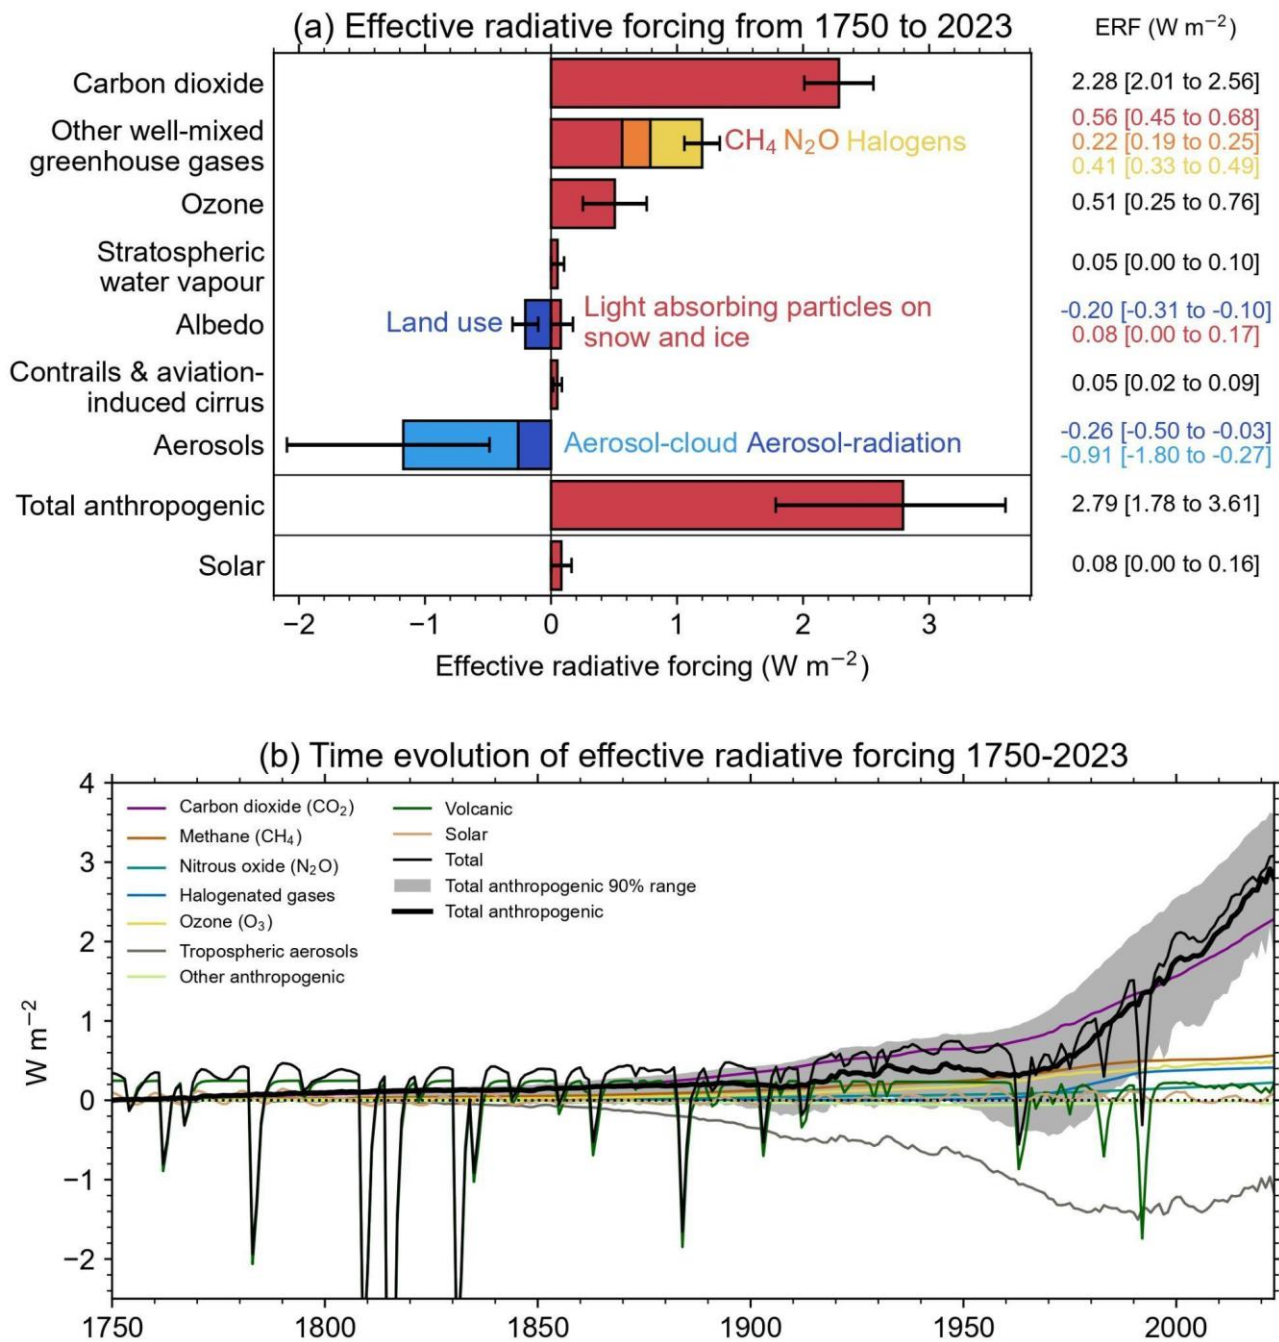 (a) Effective radiative forcing from 1750 to 2023
ERF (W m−2)
Carbon dioxide
2.28 [2.01 to 2.56]
Other well-mixed
greenhouse gases
CH4 N2O Halogens
0.56 [0.45 to 0.68]
0.22 [0.19 to 0.25]
0.41 [0.33 to 0.49]
Ozone
0.51 [0.25 to 0.76]
Stratospheric
water vapour
0.05 [0.00 to 0.10]
Albedo
Land use
Light absorbing particles on
snow and ice
-0.20 [-0.31 to -0.10]
0.08 [0.00 to 0.17]
Contrails & aviation-
induced cirrus
0.05 [0.02 to 0.09]
Aerosols
Aerosol-cloud Aerosol-radiation
-0.26 [-0.50 to -0.03]
-0.91 [-1.80 to -0.27]
Total anthropogenic
2.79 [1.78 to 3.61]
Solar
0.08 [0.00 to 0.16]
−2 −1 0 1 2 3
Effective radiative forcing (W m−2)
(b) Time evolution of effective radiative forcing 1750-2023
W m−2
4
3
2
1
0
−1
−2
Carbon dioxide (CO2)
Methane (CH4)
Nitrous oxide (N2O)
Halogenated gases
Ozone (O3)
Tropospheric aerosols
Other anthropogenic
Volcanic
Solar
Total
Total anthropogenic 90% range
Total anthropogenic
1750 1800 1850 1900 1950 2000